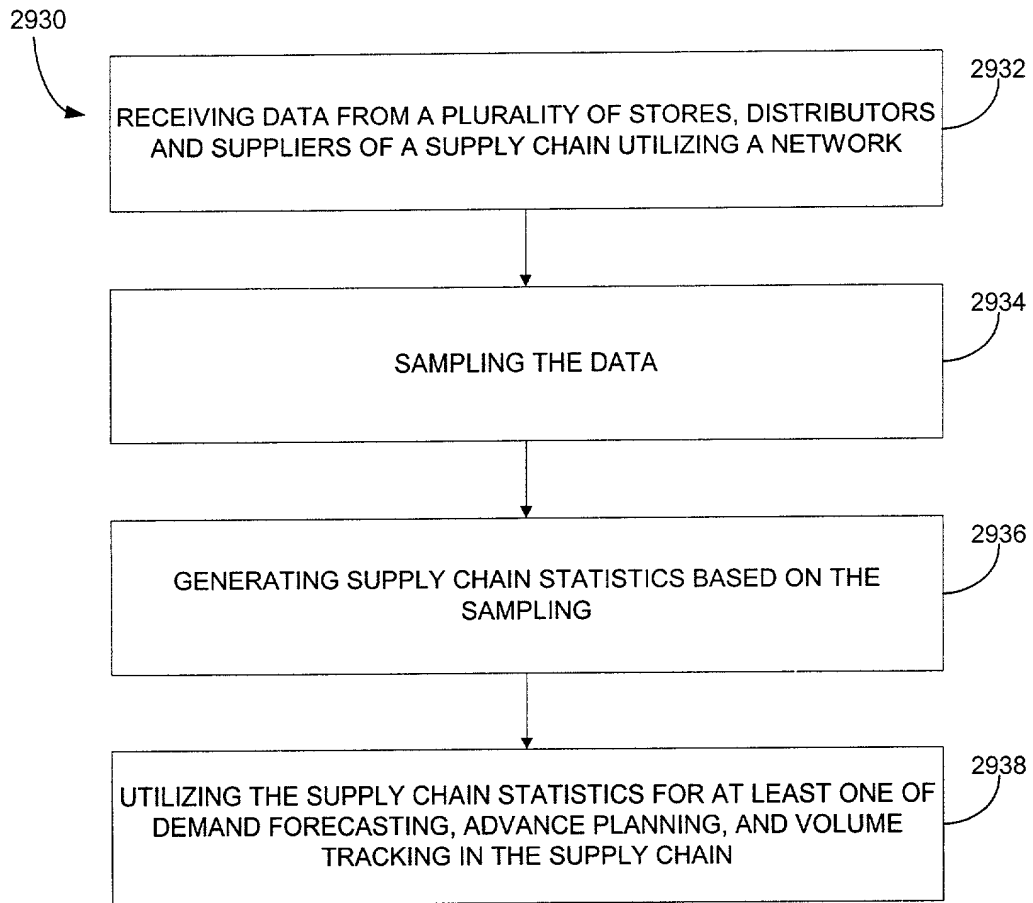 2930
2932
RECEIVING DATA FROM A PLURALITY OF STORES, DISTRIBUTORS
AND SUPPLIERS OF A SUPPLY CHAIN UTILIZING A NETWORK
2934
SAMPLING THE DATA
2936
GENERATING SUPPLY CHAIN STATISTICS BASED ON THE
SAMPLING
2938
UTILIZING THE SUPPLY CHAIN STATISTICS FOR AT LEAST ONE OF
DEMAND FORECASTING, ADVANCE PLANNING, AND VOLUME
TRACKING IN THE SUPPLY CHAIN